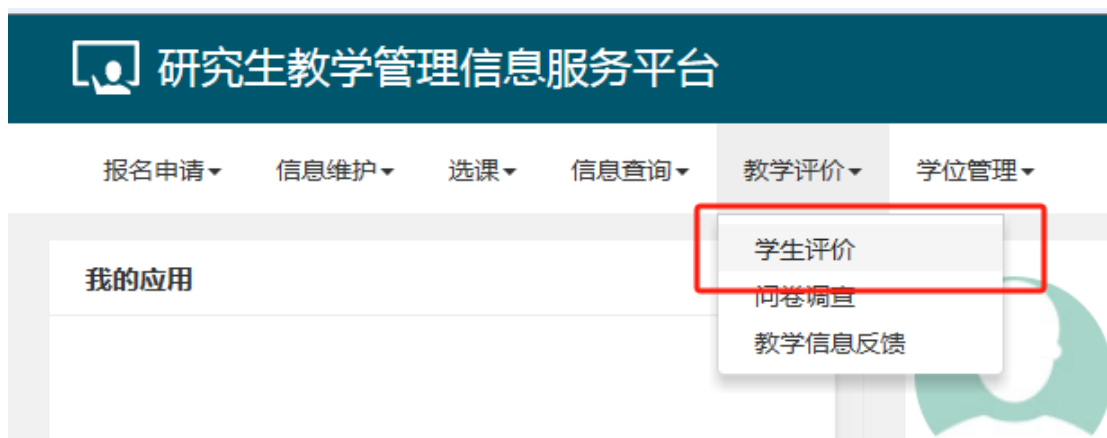 研究生教学管理信息服务平台
报名申请 信息维护 选课 信息查询 教学评价 学位管理
学生评价
我的应用
问卷调查
教学信息反馈